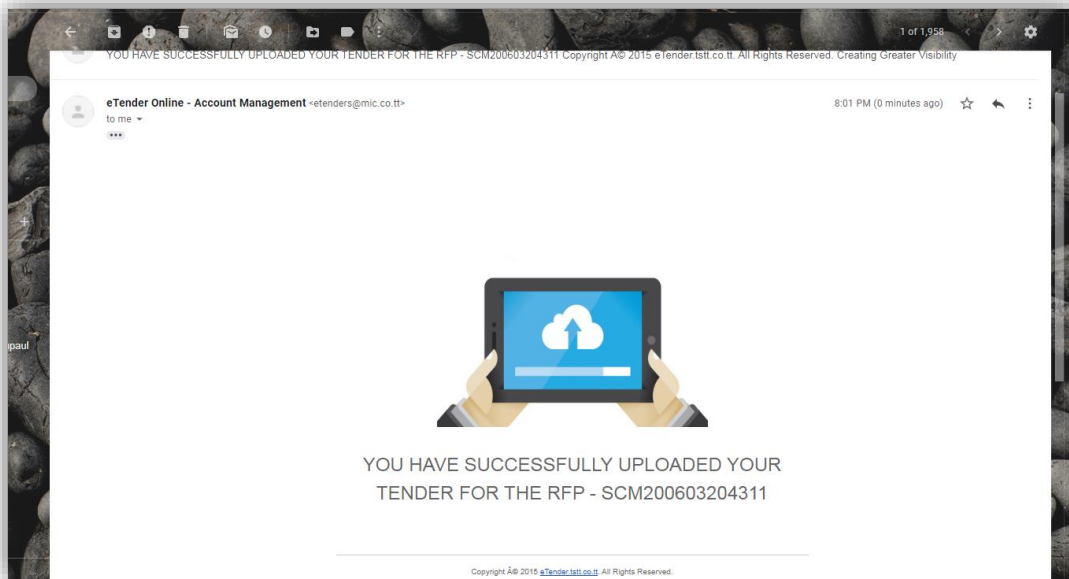 1 of 1,958
YOU HAVE SUCCESSFULLY UPLOADED YOUR TENDER FOR THE RFP - SCM200603204311 Copyright Â© 2015 eTender.tstt.co.tt. All Rights Reserved. Creating Greater Visibility
eTender Online - Account Management <etenders@mic.co.tt>
8:01 PM (0 minutes ago)
to me
npaul
YOU HAVE SUCCESSFULLY UPLOADED YOUR
TENDER FOR THE RFP - SCM200603204311
Copyright Â© 2015 eTender.tstt.co.tt. All Rights Reserved.